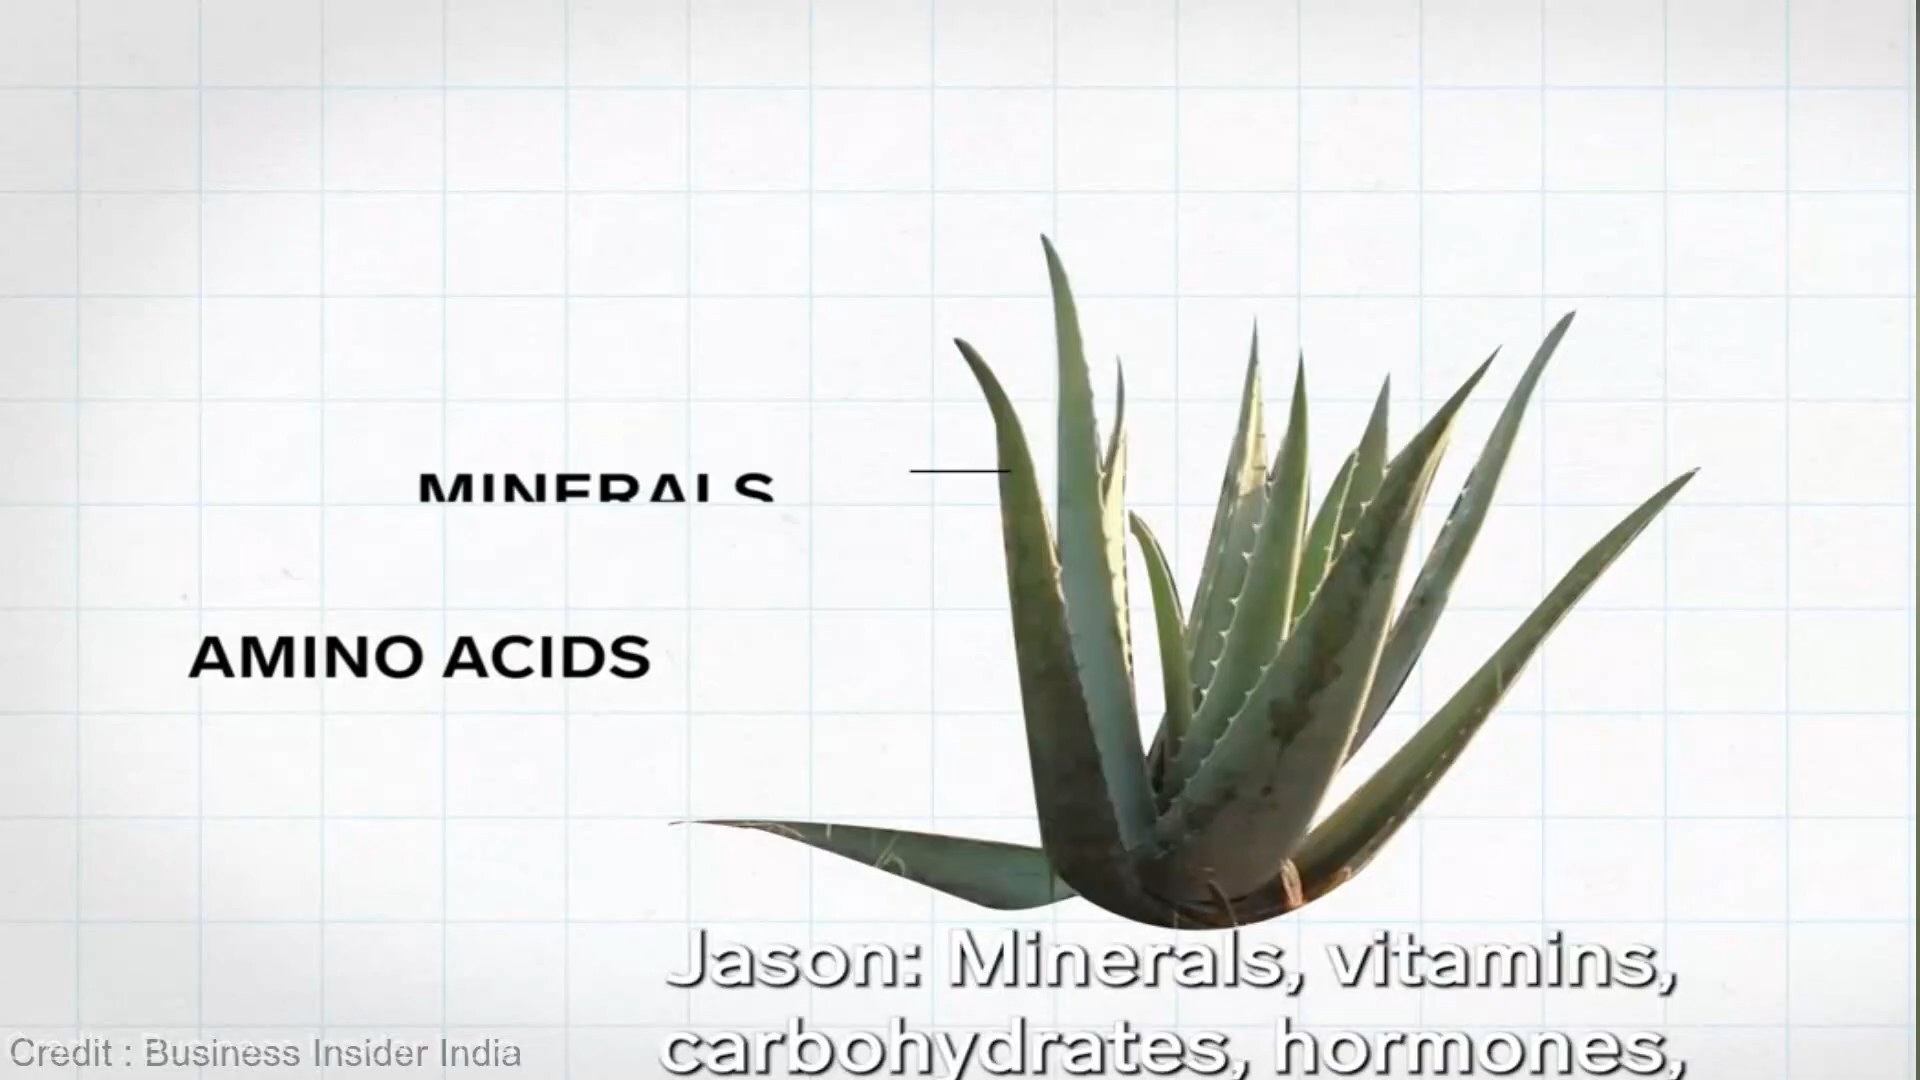 MINERALS
AMINO ACIDS
Jason: Minerals, vitamins,
carbohydrates, hormones,
Credit : Business Insider India